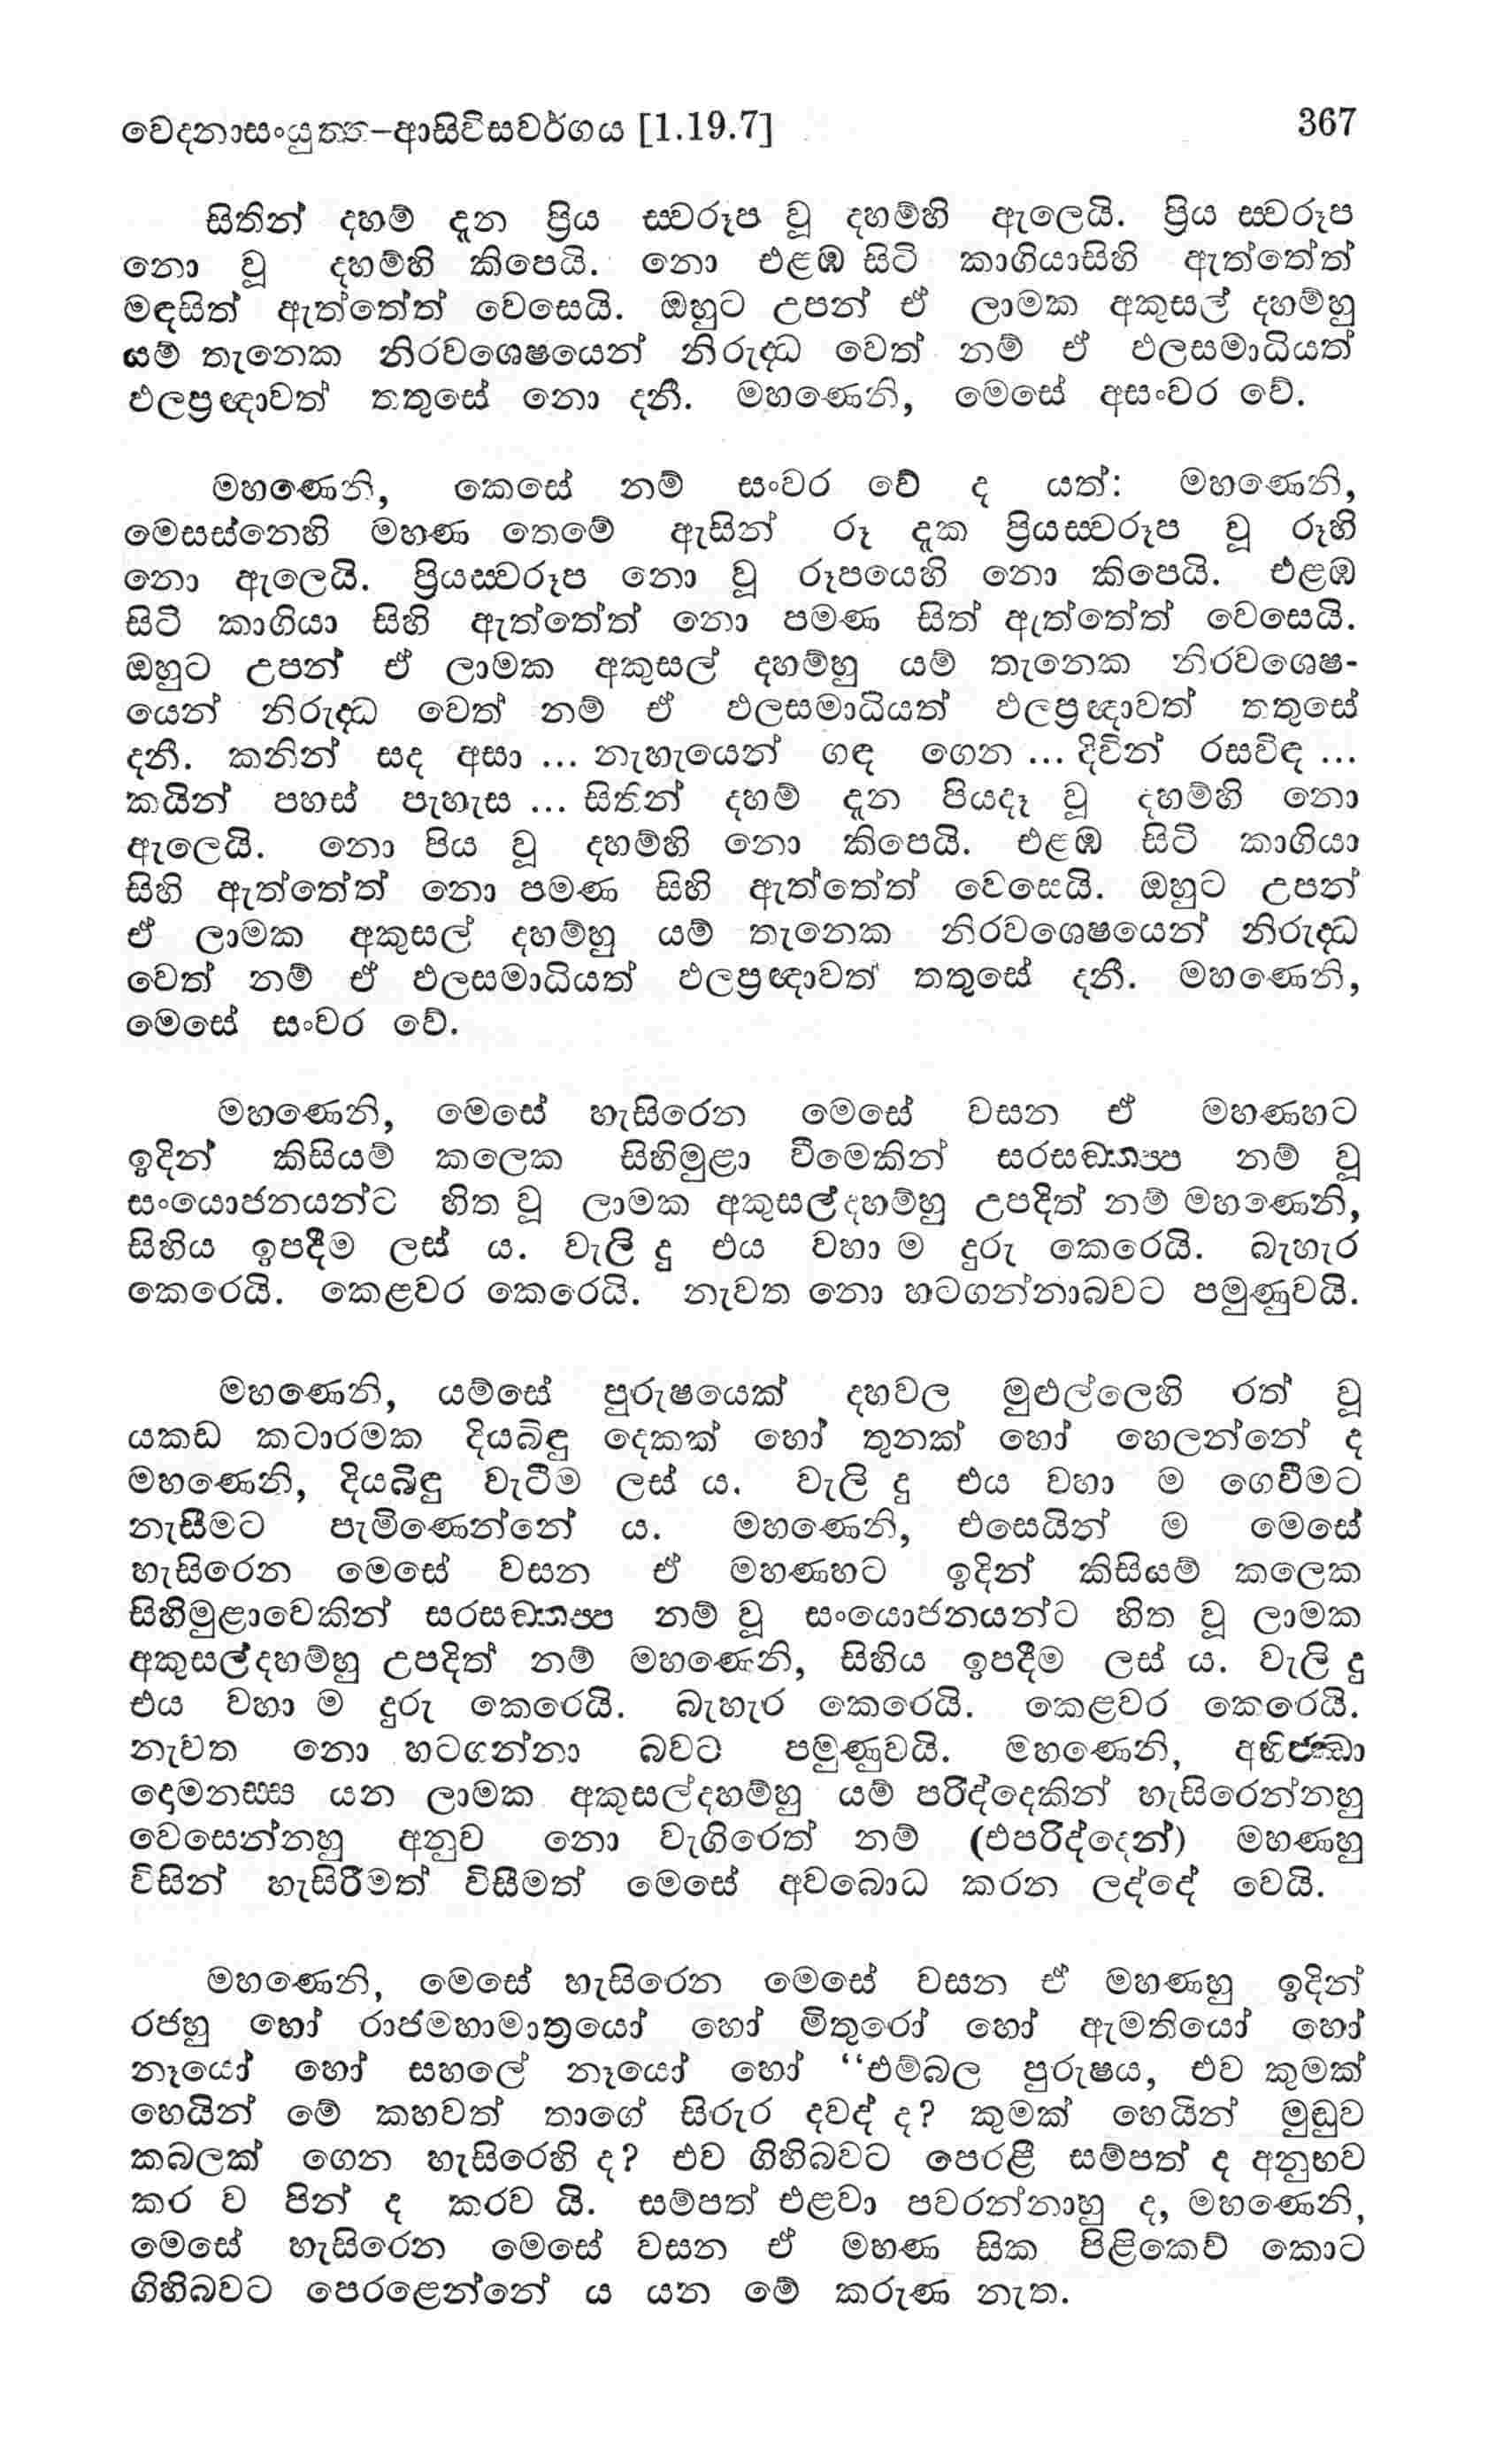 වෙදනාසංයුත්ත–ආසිවිසවර්ගය [1.19.7] 367
සිතින් දහම් දැන ප්‍රිය ස්වරූප වූ දහම්හි ඇලෙයි. ප්‍රිය ස්වරූප
නො වූ දහම්හි කිපෙයි. නො එළඹ සිටි කාගියාසිහි ඇත්තේත්
මඳසිත් ඇත්තේත් වෙසෙයි. ඔහුට උපන් ඒ ලාමක අකුසල් දහම්හු
යම් තැනෙක නිරවශෙෂයෙන් නිරුද්ධ වෙත් නම් ඒ ඵලසමාධියත්
ඵලප්‍රඥාවත් තතුසේ නො දනී. මහණෙනි, මෙසේ අසංවර වේ.
මහණෙනි, කෙසේ නම් සංවර වේ ද යත්: මහණෙනි,
මෙසස්නෙහි මහණ තෙමේ ඇසින් රූ දැක ප්‍රියස්වරූප වූ රූහි
නො ඇලෙයි. ප්‍රියස්වරූප නො වූ රූපයෙහි නො කිපෙයි. එළඹ
සිටි කාගියා සිහි ඇත්තේත් නො පමණ සිත් ඇත්තේත් වෙසෙයි.
ඔහුට උපන් ඒ ලාමක අකුසල් දහම්හු යම් තැනෙක නිරවශෙෂ-
යෙන් නිරුද්ධ වෙත් නම් ඒ ඵලසමාධියත් ඵලප්‍රඥාවත් තතුසේ
දනී. කනින් සද අසා ... නැහැයෙන් ගඳ ගෙන ... දිවින් රසවිඳ ...
කයින් පහස් පැහැස ... සිතින් දහම් දැන පියදෑ වූ දහම්හි නො
ඇලෙයි. නො පිය වූ දහම්හි නො කිපෙයි. එළඹ සිටි කාගියා
සිහි ඇත්තේත් නො පමණ සිහි ඇත්තේත් වෙසෙයි. ඔහුට උපන්
ඒ ලාමක අකුසල් දහම්හු යම් තැනෙක නිරවශෙෂයෙන් නිරුද්ධ
වෙත් නම් ඒ ඵලසමාධියත් ඵලප්‍රඥාවත් තතුසේ දනී. මහණෙනි,
මෙසේ සංවර වේ.
මහණෙනි, මෙසේ හැසිරෙන මෙසේ වසන ඒ මහණහට
ඉදින් කිසියම් කලෙක සිහිමුළා වීමෙකින් සරසඞ්කප්ප නම් වූ
සංයොජනයන්ට හිත වූ ලාමක අකුසල්දහම්හු උපදිත් නම් මහණෙනි,
සිහිය ඉපදීම ලස් ය. වැලි දු එය වහා ම දුරු කෙරෙයි. බැහැර
කෙරෙයි. කෙළවර කෙරෙයි. නැවත නො හටගන්නාබවට පමුණුවයි.
මහණෙනි, යම්සේ පුරුෂයෙක් දහවල මුළුල්ලෙහි රත් වූ
යකඩ කටාරමක දියබිඳු දෙකක් හෝ තුනක් හෝ හෙලන්නේ ද
මහණෙනි, දියබිඳු වැටීම ලස් ය. වැලි දු එය වහා ම ගෙවීමට
නැසීමට පැමිණෙන්නේ ය. මහණෙනි, එසෙයින් ම මෙසේ
හැසිරෙන මෙසේ වසන ඒ මහණහට ඉදින් කිසියම් කලෙක
සිහිමුළාවෙකින් සරසඞ්කප්ප නම් වූ සංයොජනයන්ට හිත වූ ලාමක
අකුසල්දහම්හු උපදිත් නම් මහණෙනි, සිහිය ඉපදීම ලස් ය. වැලි දු
එය වහා ම දුරු කෙරෙයි. බැහැර කෙරෙයි. කෙළවර කෙරෙයි.
නැවත නො හටගන්නා බවට පමුණුවයි. මහණෙනි, අභිජ්ඣා
දොමනස්ස යන ලාමක අකුසල්දහම්හු යම් පරිද්දෙකින් හැසිරෙන්නහු
වෙසෙන්නහු අනුව නො වැගිරෙත් නම් (එපරිද්දෙන්) මහණහු
විසින් හැසිරීමත් විසීමත් මෙසේ අවබොධ කරන ලද්දේ වෙයි.
මහණෙනි, මෙසේ හැසිරෙන මෙසේ වසන ඒ මහණහු ඉදින්
රජහු හෝ රාජමහාමාත්‍රයෝ හෝ මිතුරෝ හෝ ඇමතියෝ හෝ
නෑයෝ හෝ සහලේ නෑයෝ හෝ “එම්බල පුරුෂය, එව කුමක්
හෙයින් මේ කහවත් තාගේ සිරුර දවද් ද? කුමක් හෙයින් මුඩුව
කබලක් ගෙන හැසිරෙහි ද? එව ගිහිබවට පෙරළී සම්පත් ද අනුභව
කර ව පින් ද කරව යි. සම්පත් එළවා පවරන්නාහු ද, මහණෙනි,
මෙසේ හැසිරෙන මෙසේ වසන ඒ මහණ සික පිළිකෙව් කොට
ගිහිබවට පෙරළෙන්නේ ය යන මේ කරුණ නැත.